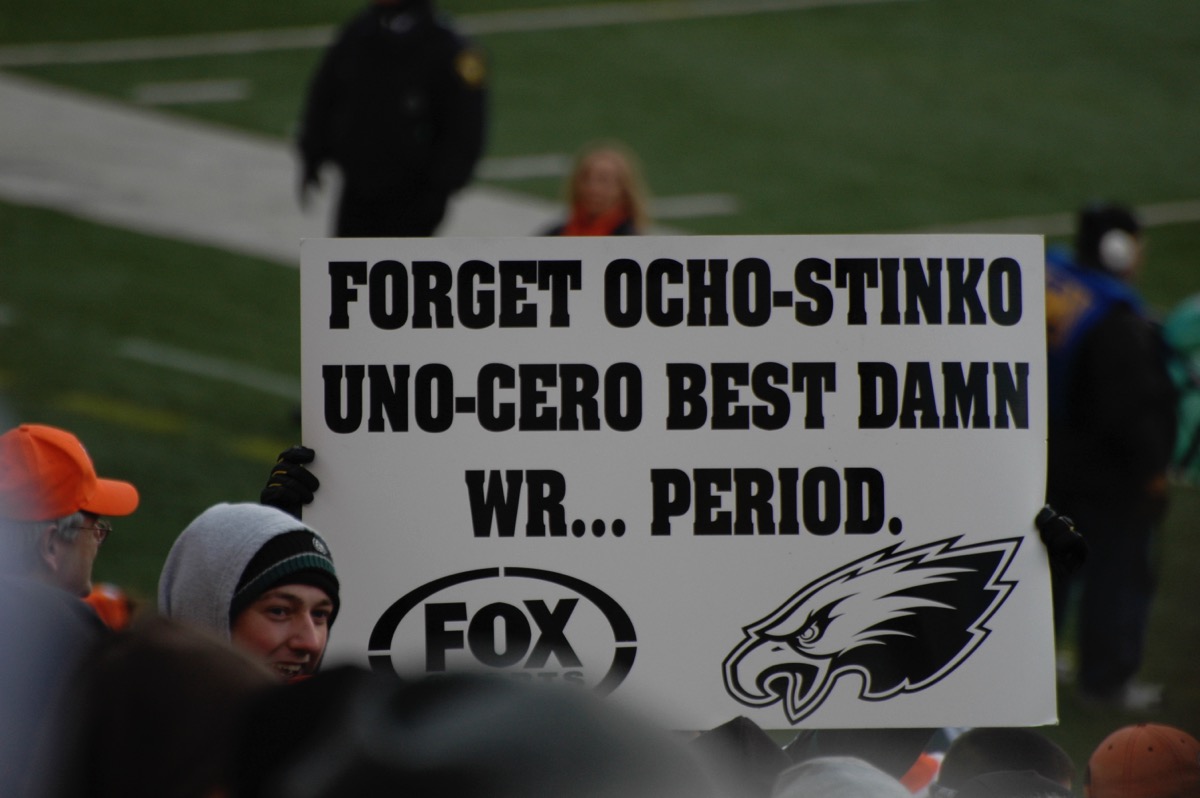 FORGET OCHO-STINKO
UNO-CERO BEST DAMN
WR... PERIOD.
FOX